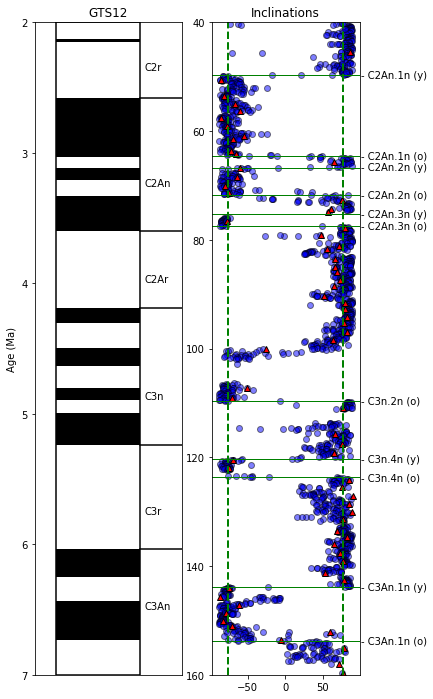 GTS12
Inclinations
Age (Ma)
2
3
4
5
6
7
C2r
C2An
C2Ar
C3n
C3r
C3An
40
60
80
100
120
140
160
−50
0
50
C2An.1n (y)
C2An.1n (o)
C2An.2n (y)
C2An.2n (o)
C2An.3n (y)
C2An.3n (o)
C3n.2n (o)
C3n.4n (y)
C3n.4n (o)
C3An.1n (y)
C3An.1n (o)